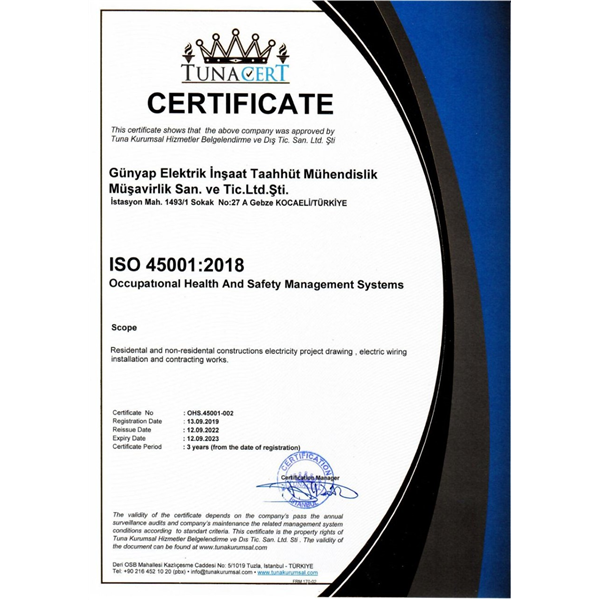 TUNACERT
CERTIFICATE
This certificate shows that the above company was approved by
Tuna Kurumsal Hizmetler Belgelendirme ve Dış Tic. San. Ltd. Şti
Günyap Elektrik İnşaat Taahhüt Mühendislik
Müşavirlik San. ve Tic.Ltd.Şti.
İstasyon Mah. 1493/1 Sokak No:27 A Gebze KOCAELİ/TÜRKİYE
ISO 45001:2018
Occupatıonal Health And Safety Management Systems
Scope
Residental and non-residental constructions electricity project drawing , electric wiring
installation and contracting works.
Certificate No : OHS.45001-002
Registration Date : 13.09.2019
Reissue Date : 12.09.2022
Expiry Date : 12.09.2023
Certificate Period : 3 years (from the date of registration)
CERTIFICATION
Certification Manager
İSTANBUL
The validity of the certificate depends on the company's pass the annual
surveillance audits and company's maintenance the related management system
conditions according to standart criteria. This certificate is the property rights of
Tuna Kurumsal Hizmetler Belgelendirme ve Dış Tic. San. Ltd. Sti . The validity of
the document can be found at www.tunakurumsal.com
Deri OSB Mahallesi Kazlıçesme Caddesi No: 5/1019 Tuzla, Istanbul - TÜRKİYE
Tel. +90 216 452 10 20 (pbx) • info@tunakurumsal.com • www.tunakurumsal.com
FRM.170-02